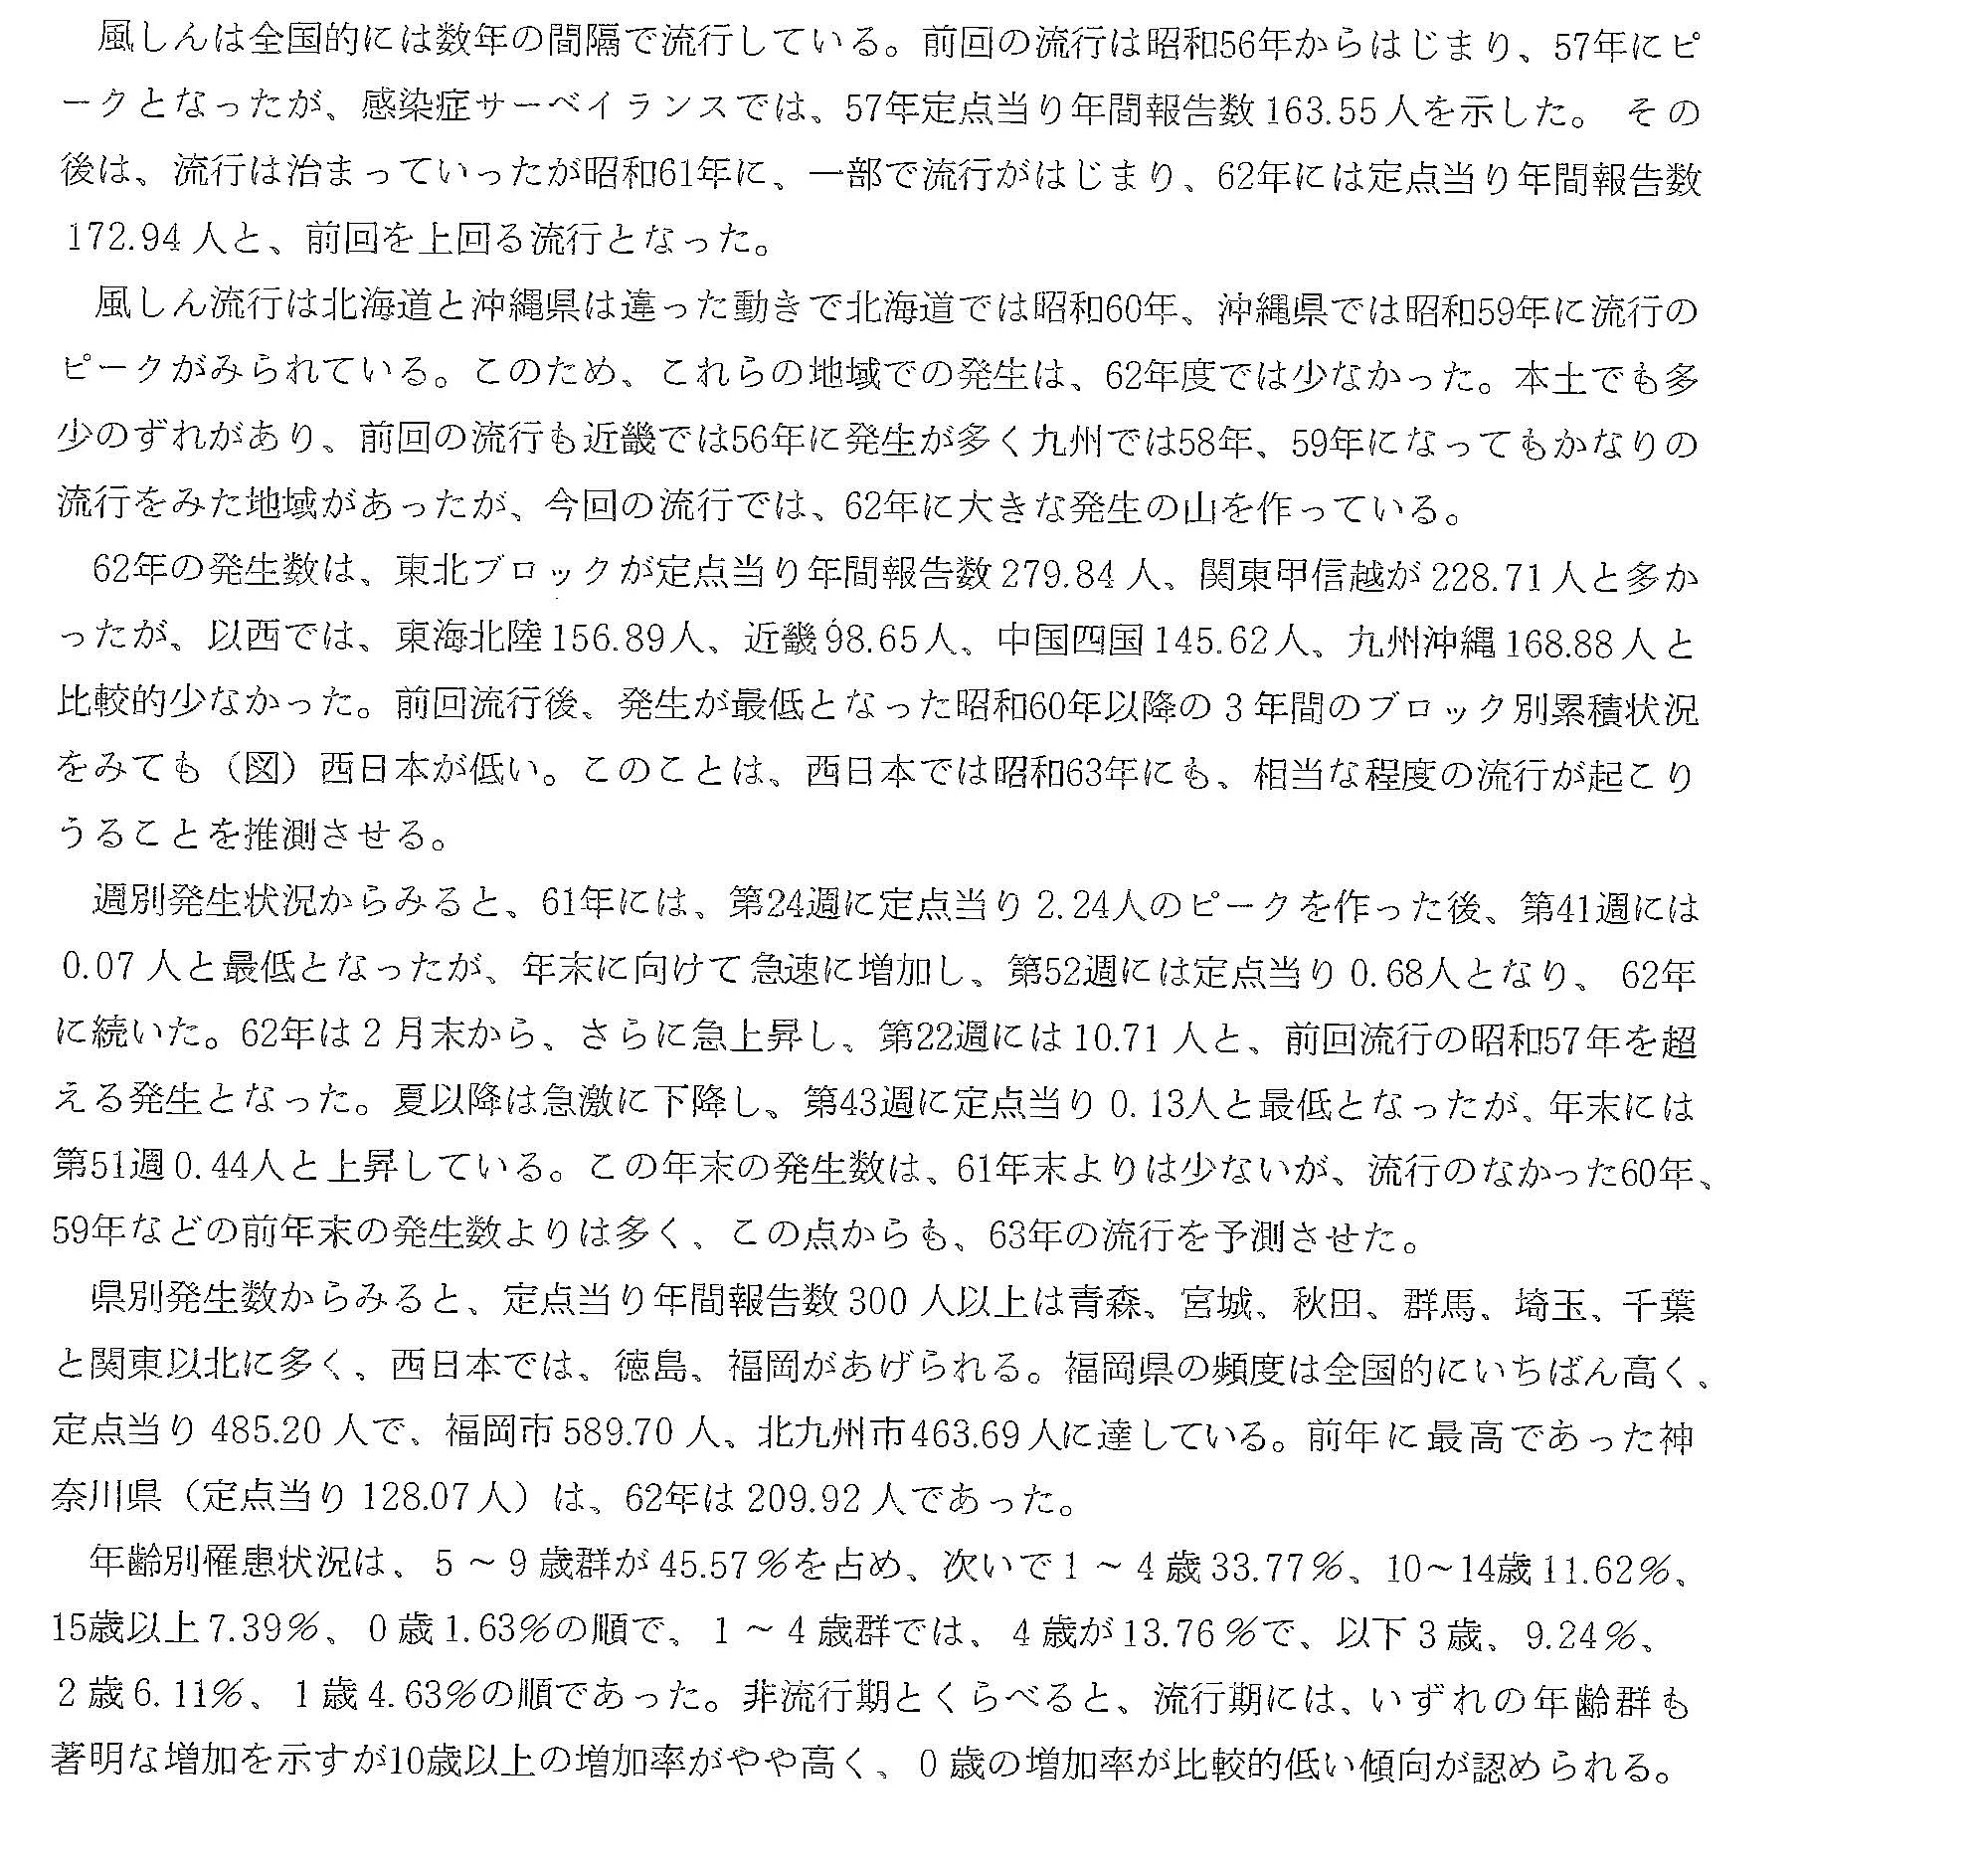 風しんは全国的には数年の間隔で流行している。前回の流行は昭和56年からはじまり、57年にピ
ークとなったが、感染症サーベイランスでは、57年定点当り年間報告数163.55人を示した。 その
後は、流行は治まっていったが昭和61年に、一部で流行がはじまり、62年には定点当り年間報告数
172.94人と、前回を上回る流行となった。
風しん流行は北海道と沖縄県は違った動きで北海道では昭和60年、沖縄県では昭和59年に流行の
ピークがみられている。このため、これらの地域での発生は、62年度では少なかった。本土でも多
少のずれがあり、前回の流行も近畿では56年に発生が多く九州では58年、59年になってもかなりの
流行をみた地域があったが、今回の流行では、62年に大きな発生の山を作っている。
62年の発生数は、東北ブロックが定点当り年間報告数279.84人、関東甲信越が228.71人と多か
ったが、以西では、東海北陸156.89人、近畿98.65人、中国四国145.62人、九州沖縄168.88人と
比較的少なかった。前回流行後、発生が最低となった昭和60年以降の3年間のブロック別累積状況
をみても（図）西日本が低い。このことは、西日本では昭和63年にも、相当な程度の流行が起こり
うることを推測させる。
週別発生状況からみると、61年には、第24週に定点当り2.24人のピークを作った後、第41週には
0.07人と最低となったが、年末に向けて急速に増加し、第52週には定点当り0.68人となり、62年
に続いた。62年は2月末から、さらに急上昇し、第22週には10.71人と、前回流行の昭和57年を超
える発生となった。夏以降は急激に下降し、第43週に定点当り0.13人と最低となったが、年末には
第51週0.44人と上昇している。この年末の発生数は、61年末よりは少ないが、流行のなかった60年、
59年などの前年末の発生数よりは多く、この点からも、63年の流行を予測させた。
県別発生数からみると、定点当り年間報告数300人以上は青森、宮城、秋田、群馬、埼玉、千葉
と関東以北に多く、西日本では、徳島、福岡があげられる。福岡県の頻度は全国的にいちばん高く、
定点当り485.20人で、福岡市589.70人、北九州市463.69人に達している。前年に最高であった神
奈川県（定点当り128.07人）は、62年は209.92人であった。
年齢別罹患状況は、5～9歳群が45.57％を占め、次いで1～4歳33.77％、10～14歳11.62％、
15歳以上7.39％、0歳1.63％の順で、1～4歳群では、4歳が13.76％で、以下3歳、9.24％、
2歳6.11％、1歳4.63％の順であった。非流行期とくらべると、流行期には、いずれの年齢群も
著明な増加を示すが10歳以上の増加率がやや高く、0歳の増加率が比較的低い傾向が認められる。